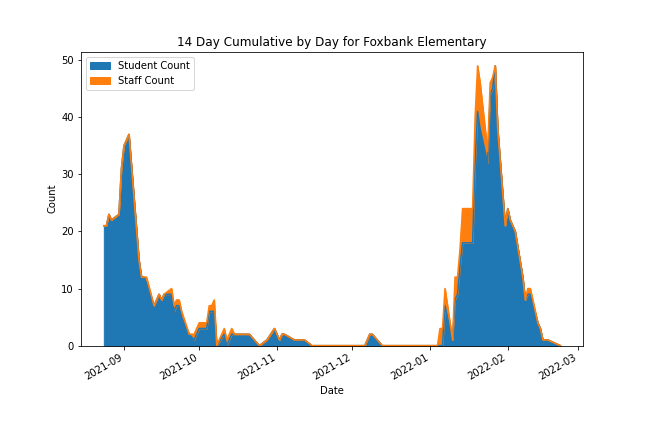 14 Day Cumulative by Day for Foxbank Elementary
Student Count
Staff Count
50
40
30
20
10
0
Count
2021-09
2021-10
2021-11
2021-12
2022-01
2022-02
2022-03
Date